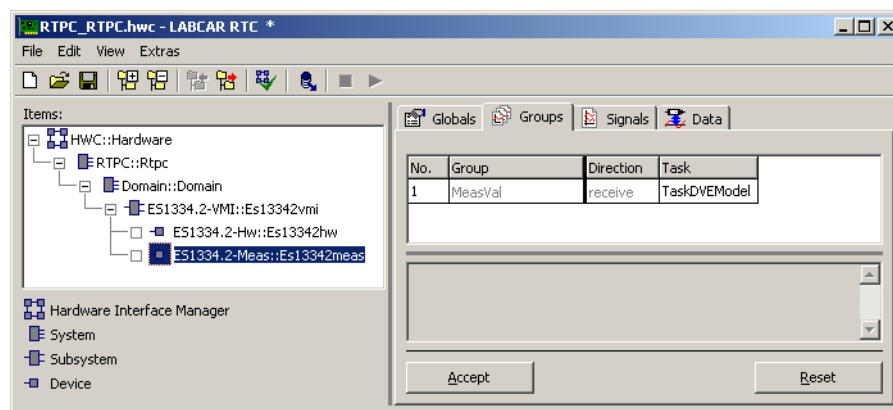 RTPC_RTPC.hwc - LABCAR RTC *
File Edit View Extras
Items:
HWC::Hardware
RTPC::Rtpc
Domain::Domain
ES1334.2-VMI::Es13342vmi
ES1334.2-Hw::Es13342hw
ES1334.2-Meas::Es13342meas
Hardware Interface Manager
System
Subsystem
Device
Globals Groups Signals Data
No. Group Direction Task
1 MeasVal receive TaskDVEModel
Accept Reset